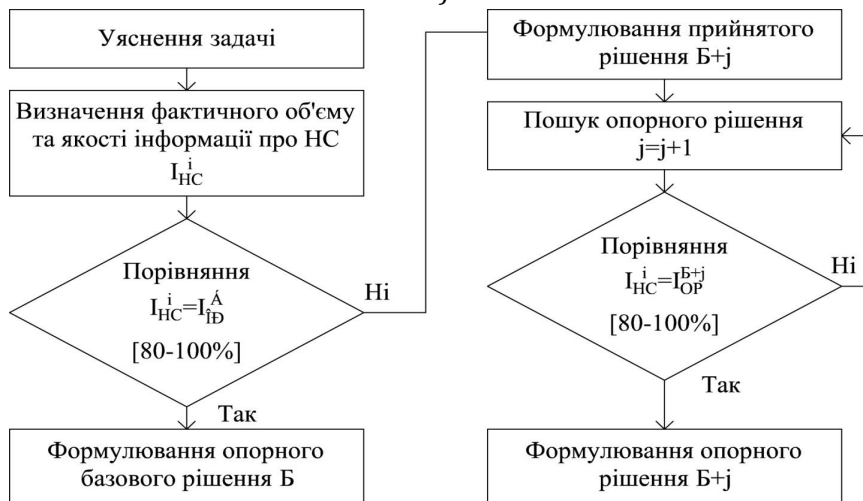 Уяснення задачі
Визначення фактичного об'єму
та якості інформації про НС
I_HC^i
Порівняння
I_HC^i=I_ÎÐ^Á
[80-100%]
Ні
Так
Формулювання опорного
базового рішення Б
Формулювання прийнятого
рішення Б+j
Пошук опорного рішення
j=j+1
Порівняння
I_HC^i=I_OP^Б+j
[80-100%]
Ні
Так
Формулювання опорного
рішення Б+j